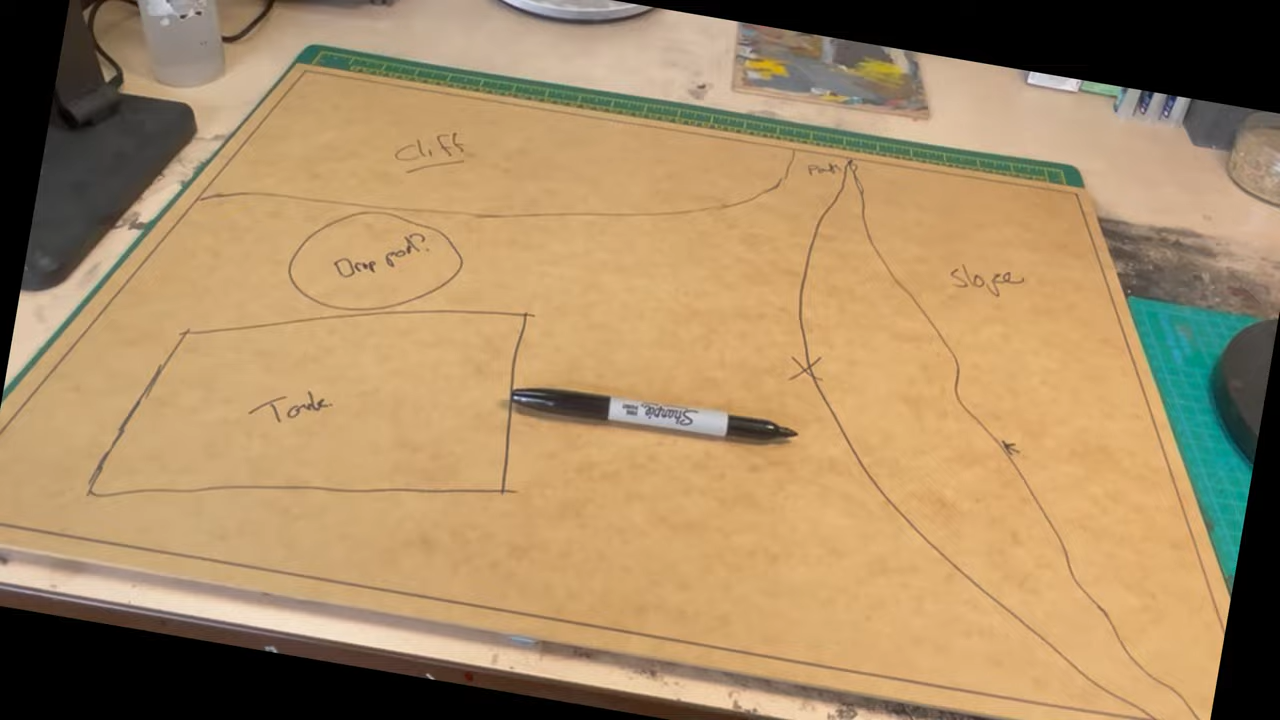 Cliff
Path
Drop pod?
Slope
Tank
Sharpie